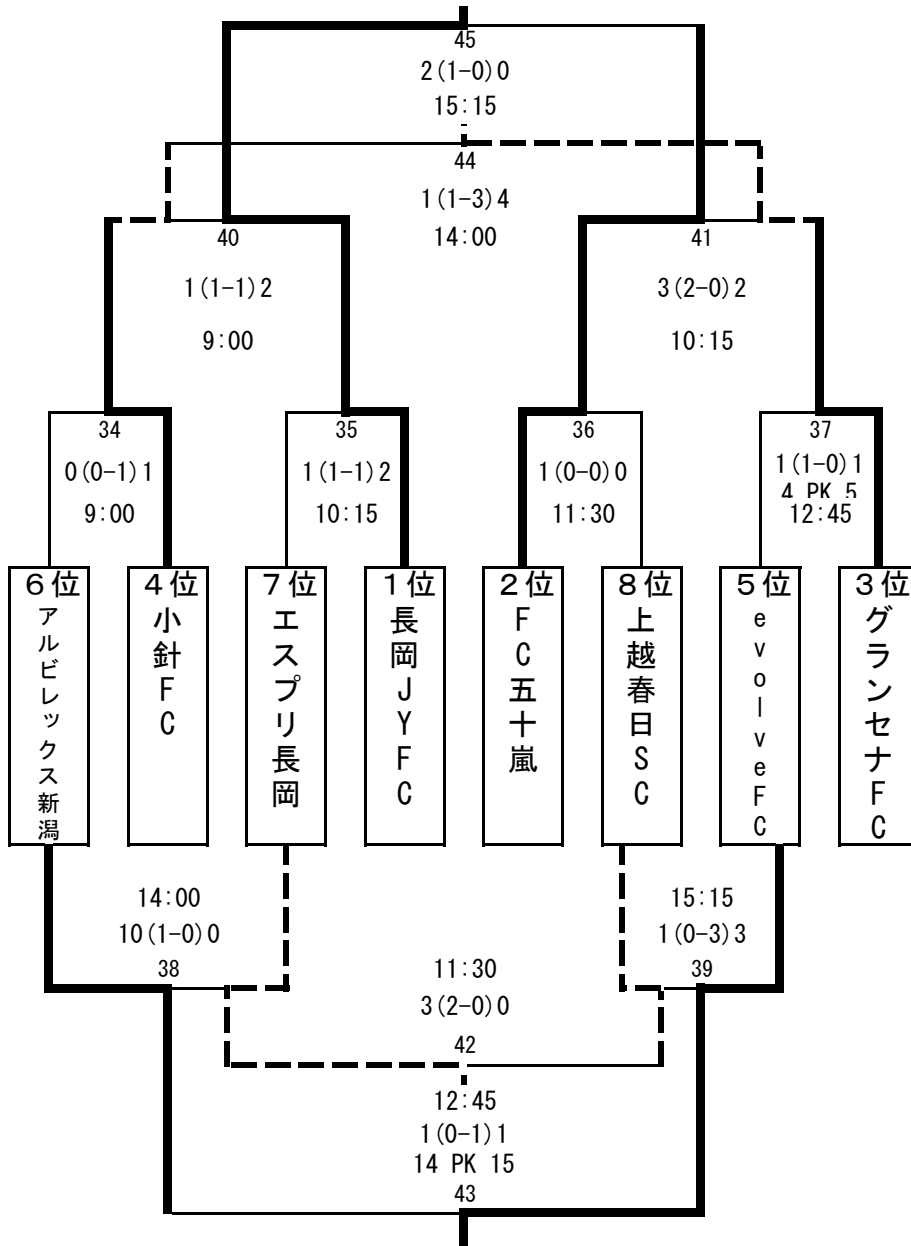 45
2(1-0)0
15:15
44
1(1-3)4
14:00
40
1(1-1)2
9:00
41
3(2-0)2
10:15
34
0(0-1)1
9:00
35
1(1-1)2
10:15
36
1(0-0)0
11:30
37
1(1-0)1
4 PK 5
12:45
6位
アルビレックス新潟
4位
小針FC
7位
エスプリ長岡
1位
長岡JYFC
2位
FC五十嵐
8位
上越春日SC
5位
evolveFC
3位
グランセナFC
14:00
10(1-0)0
38
15:15
1(0-3)3
39
11:30
3(2-0)0
42
12:45
1(0-1)1
14 PK 15
43